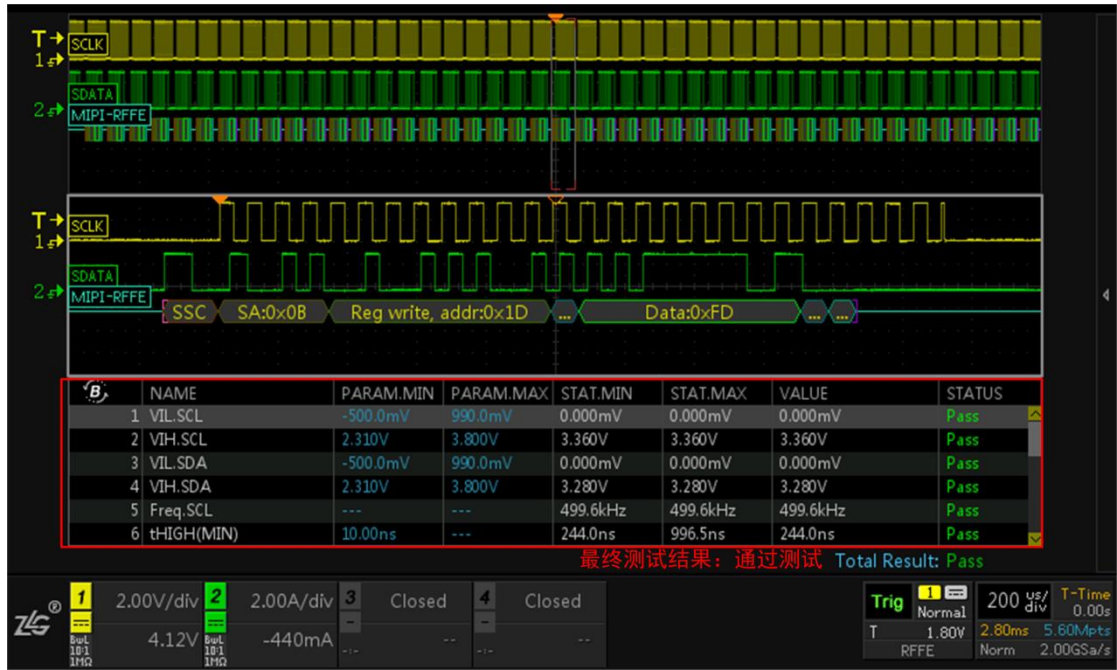 T SCLK
1
SDATA
2 MIPI-RFFE
T SCLK
1
SDATA
2 MIPI-RFFE
SSC SA:0x0B Reg write, addr:0x1D ... Data:0xFD ... ...
B NAME PARAM.MIN PARAM.MAX STAT.MIN STAT.MAX VALUE STATUS
1 VIL.SCL -500.0mV 990.0mV 0.000mV 0.000mV 0.000mV Pass
2 VIH.SCL 2.310V 3.800V 3.360V 3.360V 3.360V Pass
3 VIL.SDA -500.0mV 990.0mV 0.000mV 0.000mV 0.000mV Pass
4 VIH.SDA 2.310V 3.800V 3.280V 3.280V 3.280V Pass
5 Freq.SCL --- --- 499.6kHz 499.6kHz 499.6kHz Pass
6 tHIGH(MIN) 10.00ns --- 244.0ns 996.5ns 244.0ns Pass
最终测试结果：通过测试 Total Result: Pass
ZLG®
1 2.00V/div 2 2.00A/div 3 Closed 4 Closed
4.12V -440mA -- --
BwL 10:1 1MΩ BwL 10:1 1MΩ -:- -:-
Trig 1 Normal 200 us/div T-Time 0.00s
T 1.80V 2.80ms 5.60Mpts
RFFE Norm 2.00GSa/s